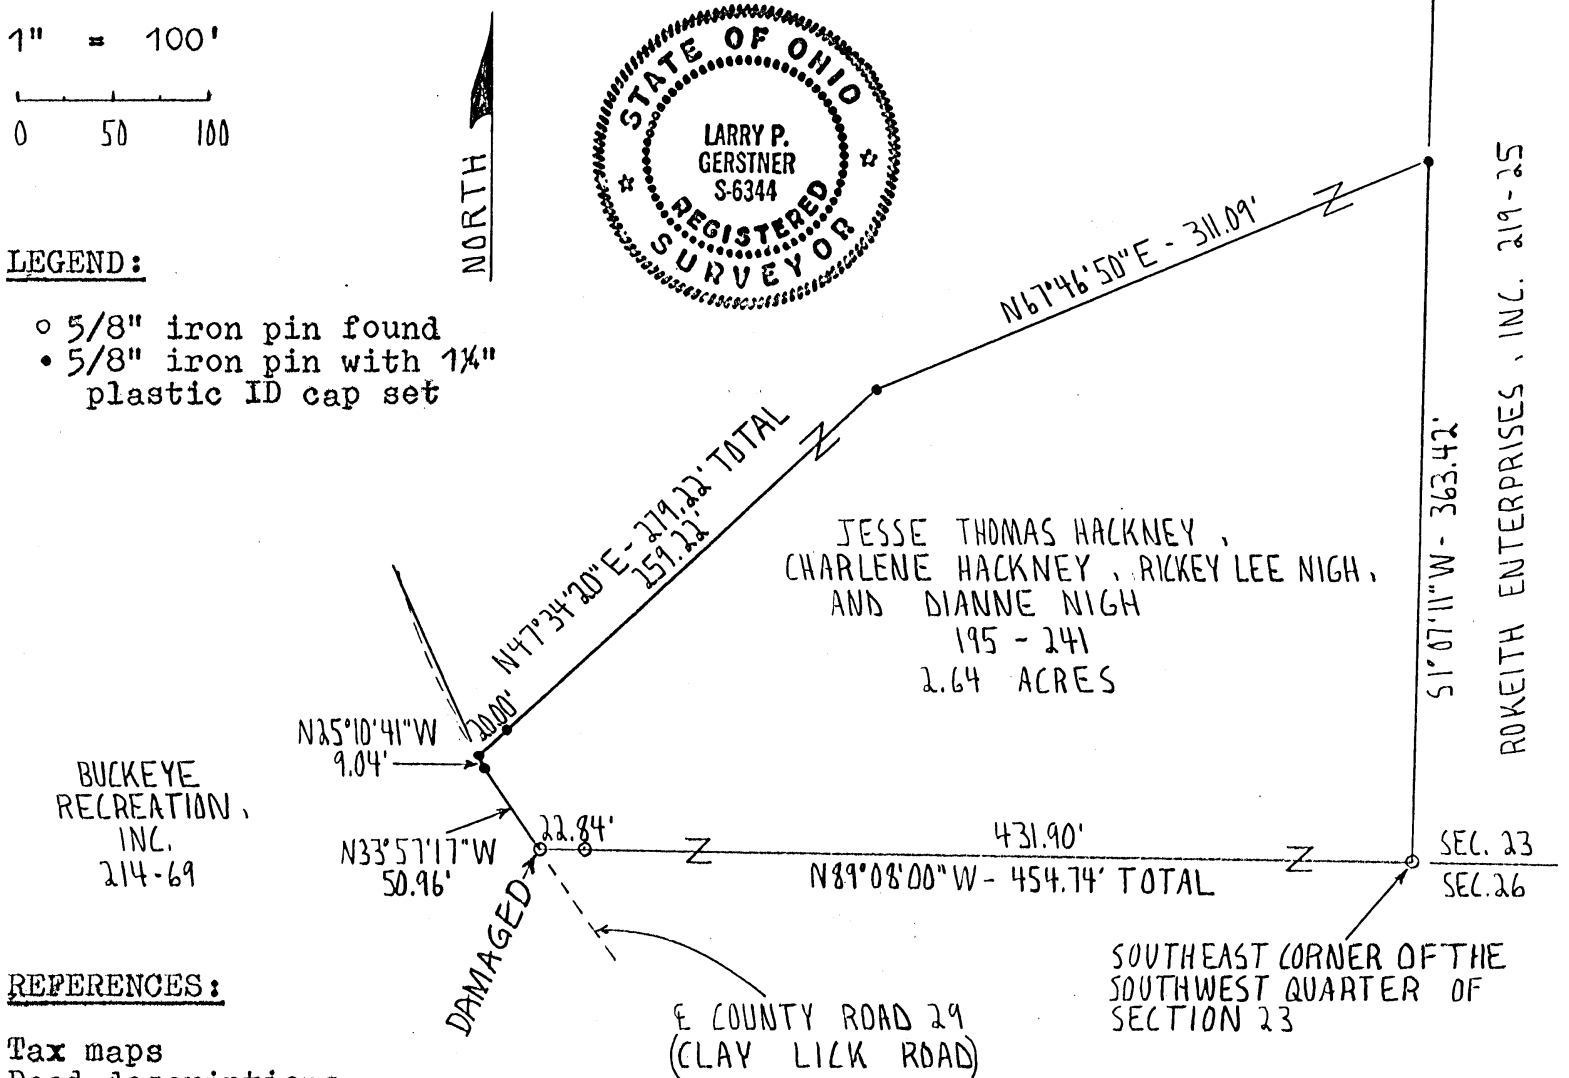 1" = 100'
0 50 100
NORTH
STATE OF OHIO
LARRY P.
GERSTNER
S-6344
REGISTERED
SURVEYOR
LEGEND:
5/8" iron pin found
5/8" iron pin with 1¼"
plastic ID cap set
N67°46'50"E - 311.09'
N47°34'20"E - 279.22' TOTAL
259.22'
20.00'
JESSE THOMAS HACKNEY,
CHARLENE HACKNEY, RICKEY LEE NIGH,
AND DIANNE NIGH
195 - 241
2.64 ACRES
S1°07'11"W - 363.42'
ROKEITH ENTERPRISES, INC. 219-25
N25°10'41"W
9.04'
BUCKEYE
RECREATION,
INC.
214-69
N33°57'17"W
50.96'
22.84'
431.90'
N89°08'00"W - 454.74' TOTAL
SEC. 23
SEC. 26
DAMAGED
SOUTHEAST CORNER OF THE
SOUTHWEST QUARTER OF
SECTION 23
℄ COUNTY ROAD 29
(CLAY LICK ROAD)
REFERENCES:
Tax maps
Deed descriptions